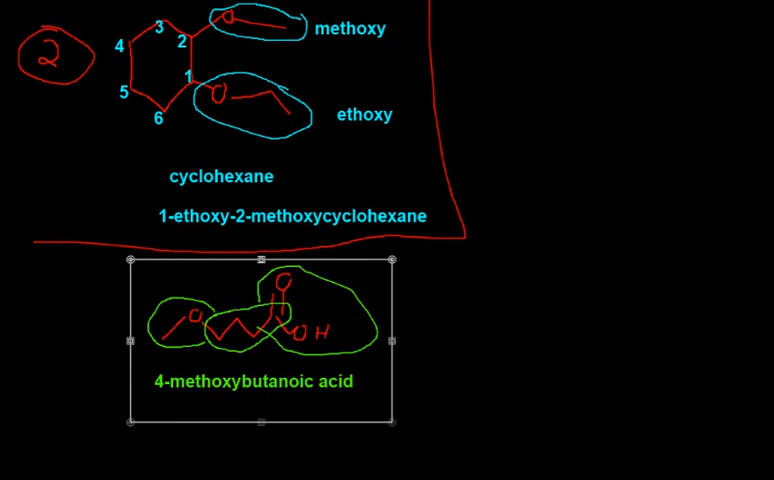 2
3
O
methoxy
4
2
1
5
O
6
ethoxy
cyclohexane
1-ethoxy-2-methoxycyclohexane
O
O
OH
4-methoxybutanoic acid